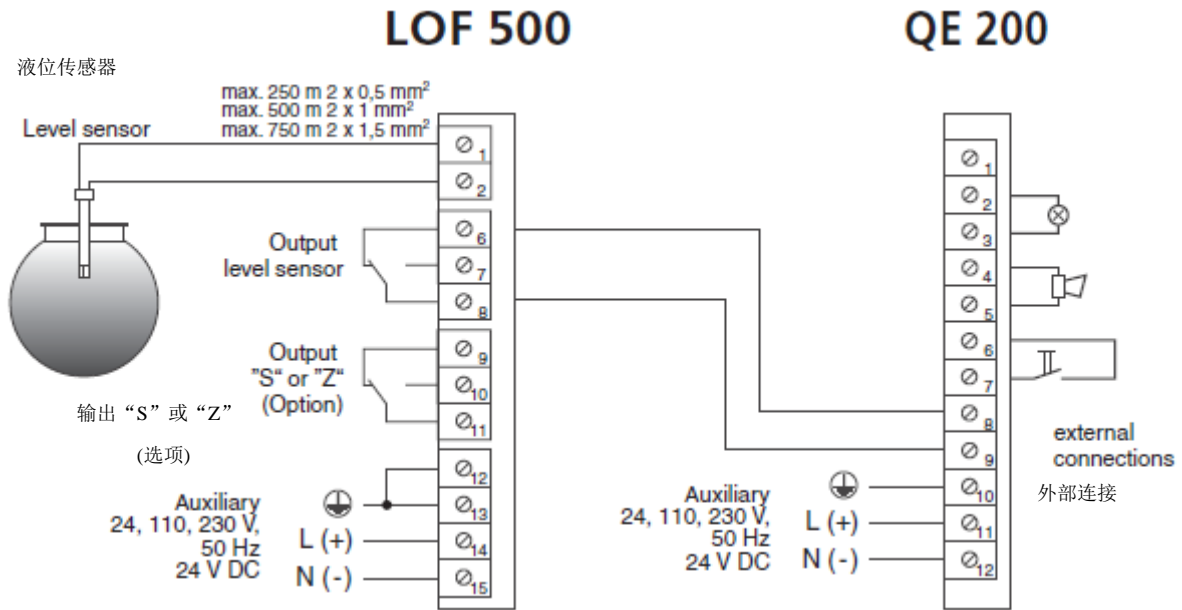 LOF 500
QE 200
液位传感器
Level sensor
max. 250 m 2 x 0,5 mm²
max. 500 m 2 x 1 mm²
max. 750 m 2 x 1,5 mm²
1
2
Output
level sensor
6
7
8
Output
"S“ or "Z“
(Option)
9
10
11
输出“S”或“Z”
(选项)
12
13
14
15
Auxiliary
24, 110, 230 V,
50 Hz
24 V DC
L (+)
N (-)
1
2
3
4
5
6
7
8
9
10
11
12
external
connections
外部连接
Auxiliary
24, 110, 230 V,
50 Hz
24 V DC
L (+)
N (-)